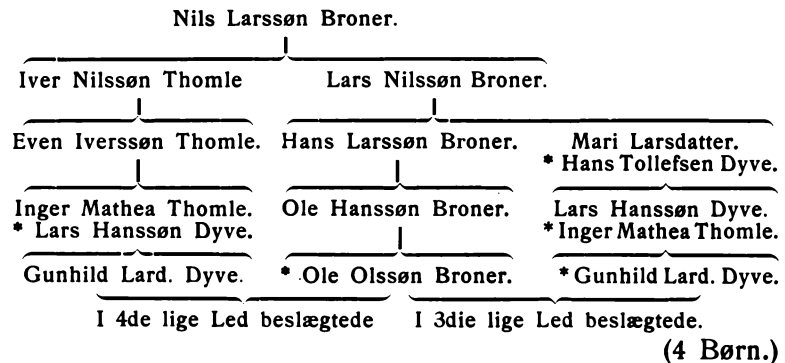 Nils Larssøn Broner.
Iver Nilssøn Thomle Lars Nilssøn Broner.
Even Iverssøn Thomle. Hans Larssøn Broner. Mari Larsdatter.
* Hans Tollefsen Dyve.
Inger Mathea Thomle. Ole Hanssøn Broner. Lars Hanssøn Dyve.
* Lars Hanssøn Dyve. * Inger Mathea Thomle.
Gunhild Lard. Dyve. * Ole Olssøn Broner. * Gunhild Lard. Dyve.
I 4de lige Led beslægtede I 3die lige Led beslægtede.
(4 Børn.)